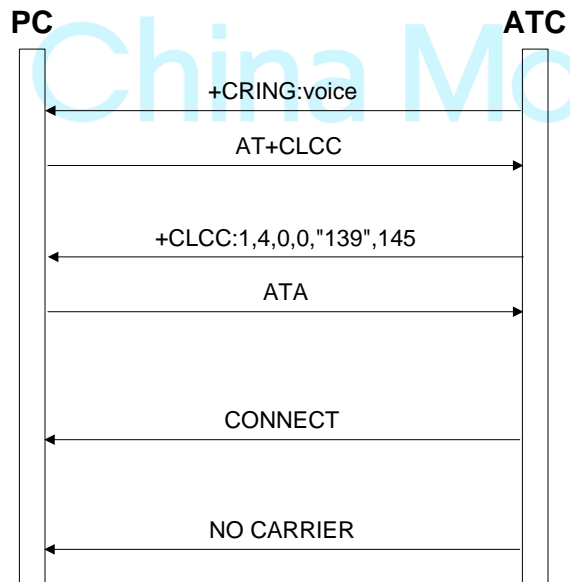 PC
ATC
China Mo
+CRING:voice
AT+CLCC
+CLCC:1,4,0,0,"139",145
ATA
CONNECT
NO CARRIER